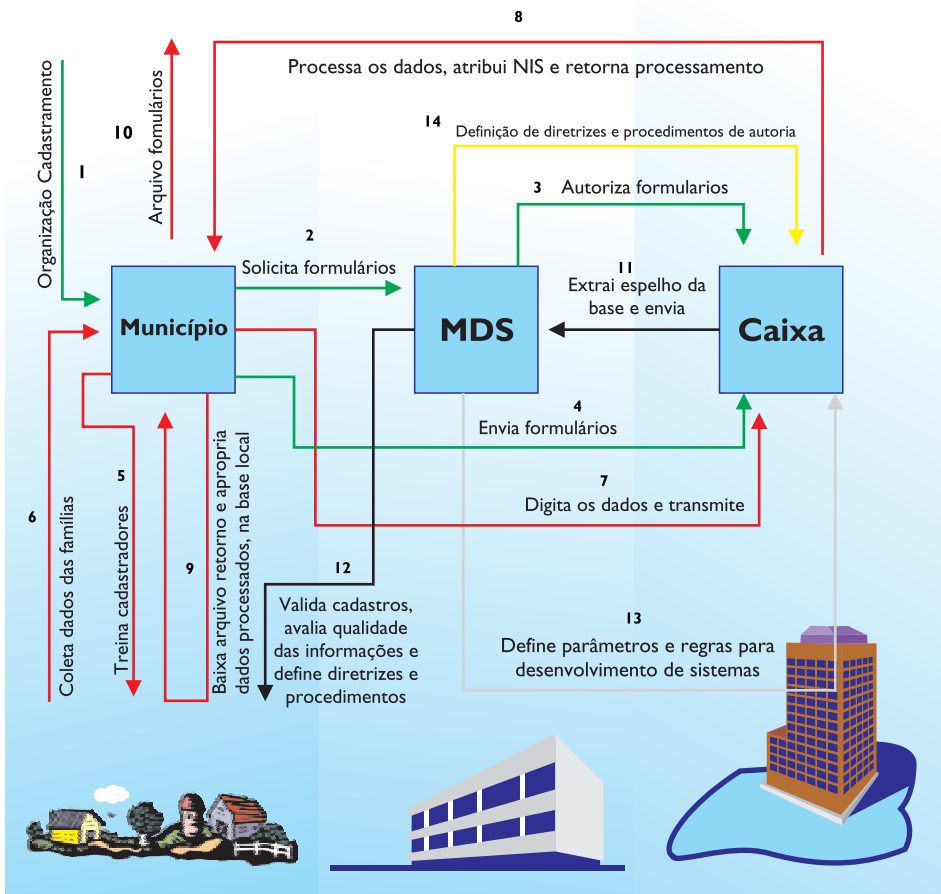 8
Processa os dados, atribui NIS e retorna processamento
10
Arquivo fomulários
1
Organização Cadastramento
14
Definição de diretrizes e procedimentos de autoria
3
Autoriza formularios
2
Solicita formulários
11
Extrai espelho da
base e envia
Município
MDS
Caixa
4
Envia formulários
5
Treina cadastradores
6
Coleta dados das famílias
7
Digita os dados e transmite
9
Baixa arquivo retorno e apropria
dados processados, na base local
12
Valida cadastros,
avalia qualidade
das informações e
define diretrizes e
procedimentos
13
Define parâmetros e regras para
desenvolvimento de sistemas